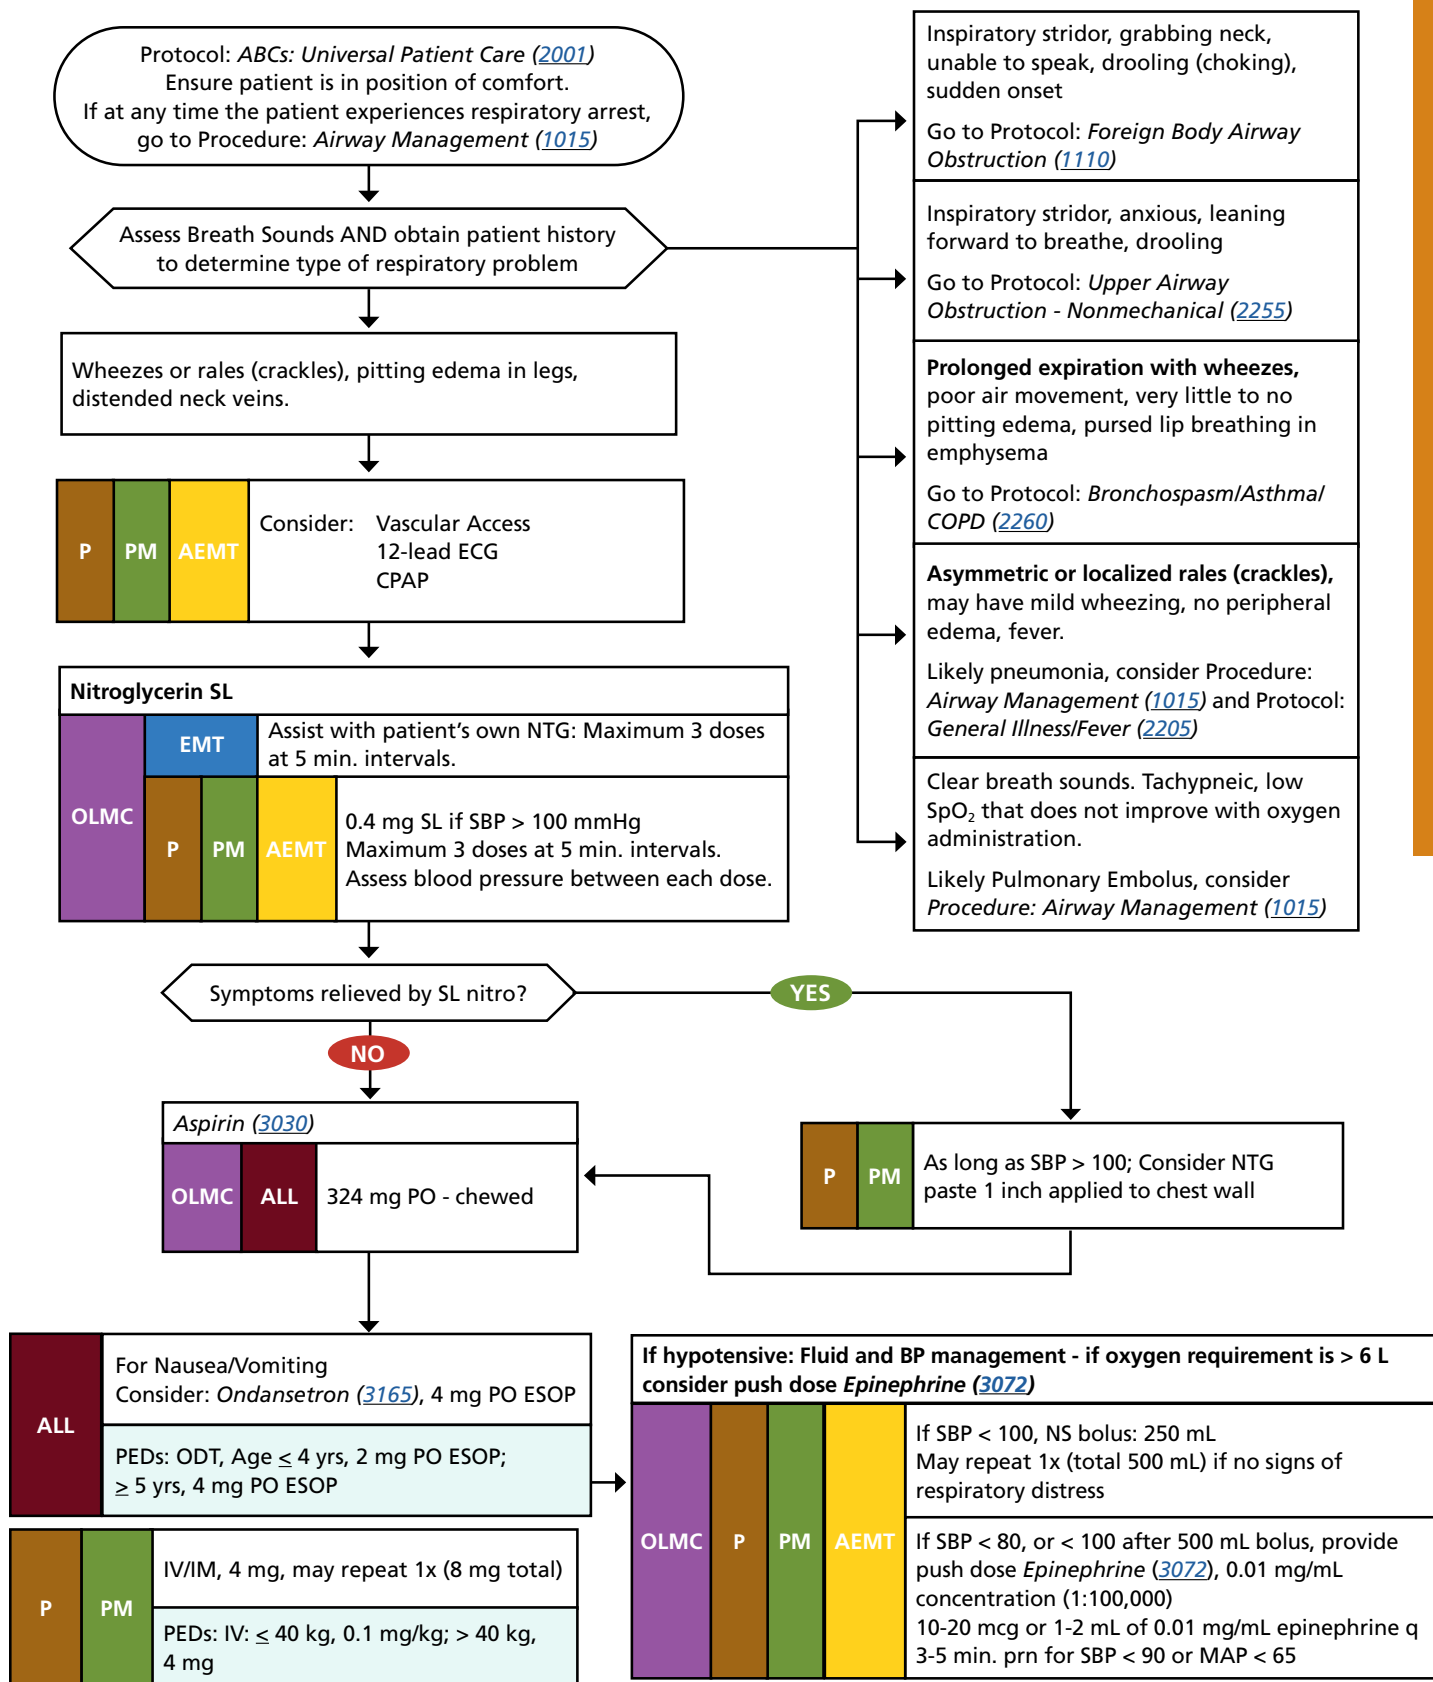 Protocol: ABCs: Universal Patient Care (2001)
Ensure patient is in position of comfort.
If at any time the patient experiences respiratory arrest,
go to Procedure: Airway Management (1015)
Assess Breath Sounds AND obtain patient history
to determine type of respiratory problem
Inspiratory stridor, grabbing neck,
unable to speak, drooling (choking),
sudden onset
Go to Protocol: Foreign Body Airway
Obstruction (1110)
Inspiratory stridor, anxious, leaning
forward to breathe, drooling
Go to Protocol: Upper Airway
Obstruction - Nonmechanical (2255)
Prolonged expiration with wheezes,
poor air movement, very little to no
pitting edema, pursed lip breathing in
emphysema
Go to Protocol: Bronchospasm/Asthma/
COPD (2260)
Asymmetric or localized rales (crackles),
may have mild wheezing, no peripheral
edema, fever.
Likely pneumonia, consider Procedure:
Airway Management (1015) and Protocol:
General Illness/Fever (2205)
Clear breath sounds. Tachypneic, low
SpO₂ that does not improve with oxygen
administration.
Likely Pulmonary Embolus, consider
Procedure: Airway Management (1015)
Wheezes or rales (crackles), pitting edema in legs,
distended neck veins.
P PM AEMT
Consider: Vascular Access
12-lead ECG
CPAP
Nitroglycerin SL
OLMC
EMT
Assist with patient's own NTG: Maximum 3 doses
at 5 min. intervals.
P PM AEMT
0.4 mg SL if SBP > 100 mmHg
Maximum 3 doses at 5 min. intervals.
Assess blood pressure between each dose.
Symptoms relieved by SL nitro?
YES
NO
P PM
As long as SBP > 100; Consider NTG
paste 1 inch applied to chest wall
Aspirin (3030)
OLMC ALL 324 mg PO - chewed
ALL
For Nausea/Vomiting
Consider: Ondansetron (3165), 4 mg PO ESOP
PEDs: ODT, Age ≤ 4 yrs, 2 mg PO ESOP;
≥ 5 yrs, 4 mg PO ESOP
P PM
IV/IM, 4 mg, may repeat 1x (8 mg total)
PEDs: IV: ≤ 40 kg, 0.1 mg/kg; > 40 kg,
4 mg
If hypotensive: Fluid and BP management - if oxygen requirement is > 6 L
consider push dose Epinephrine (3072)
OLMC P PM AEMT
If SBP < 100, NS bolus: 250 mL
May repeat 1x (total 500 mL) if no signs of
respiratory distress
If SBP < 80, or < 100 after 500 mL bolus, provide
push dose Epinephrine (3072), 0.01 mg/mL
concentration (1:100,000)
10-20 mcg or 1-2 mL of 0.01 mg/mL epinephrine q
3-5 min. prn for SBP < 90 or MAP < 65